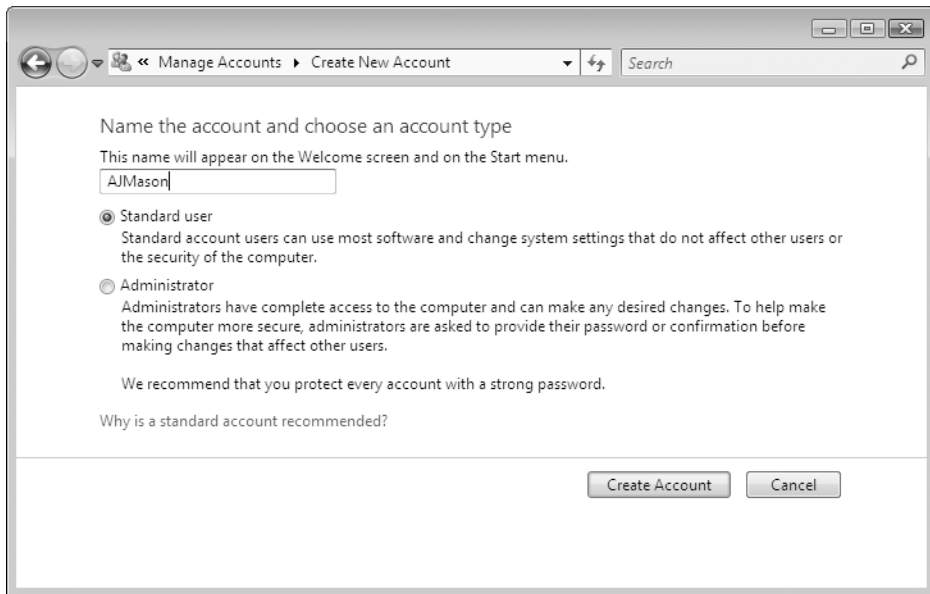 « Manage Accounts ▸ Create New Account
Search
Name the account and choose an account type
This name will appear on the Welcome screen and on the Start menu.
AJMason
Standard user
Standard account users can use most software and change system settings that do not affect other users or
the security of the computer.
Administrator
Administrators have complete access to the computer and can make any desired changes. To help make
the computer more secure, administrators are asked to provide their password or confirmation before
making changes that affect other users.
We recommend that you protect every account with a strong password.
Why is a standard account recommended?
Create Account
Cancel